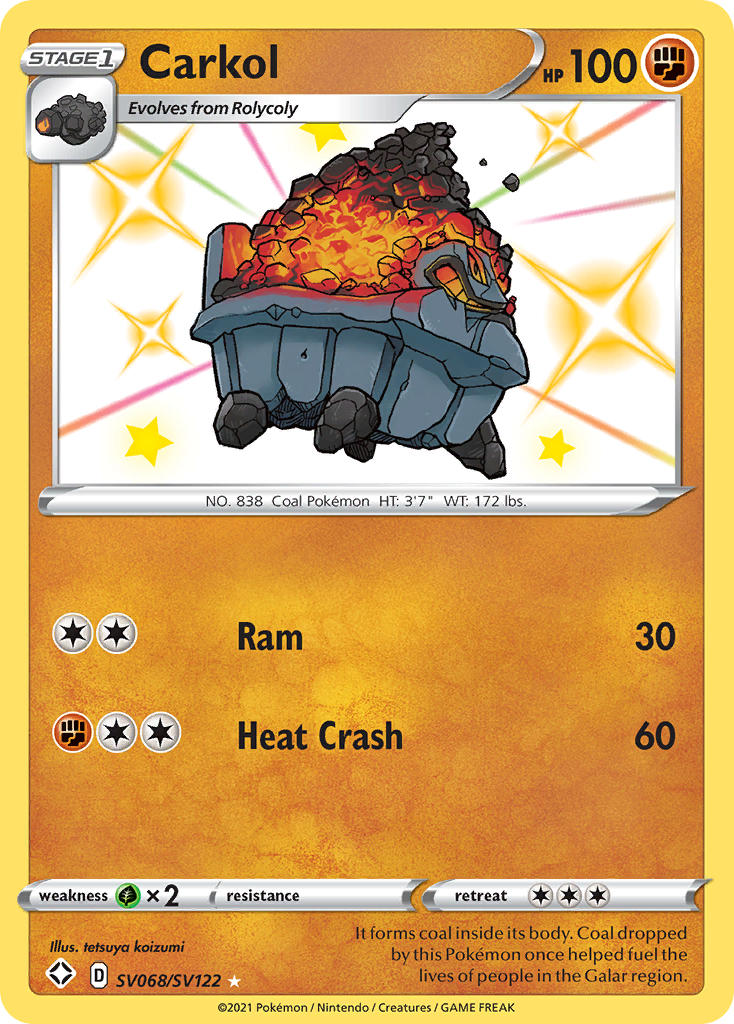 STAGE1
Carkol
HP 100
Evolves from Rolycoly
NO. 838 Coal Pokémon HT: 3'7" WT: 172 lbs.
Ram 30
Heat Crash 60
weakness ×2 resistance retreat
Illus. tetsuya koizumi
It forms coal inside its body. Coal dropped
by this Pokémon once helped fuel the
lives of people in the Galar region.
D SV068/SV122
©2021 Pokémon / Nintendo / Creatures / GAME FREAK